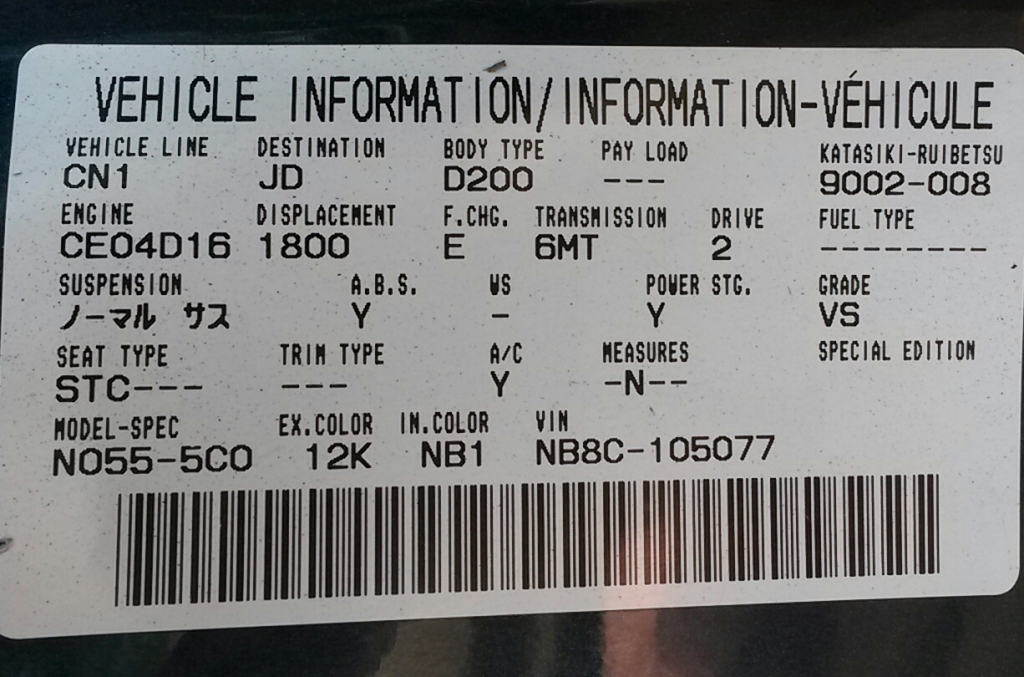 VEHICLE INFORMATION/INFORMATION-VÉHICULE
VEHICLE LINE DESTINATION BODY TYPE PAY LOAD KATASIKI-RUIBETSU
CN1 JD D200 --- 9002-008
ENGINE DISPLACEMENT F.CHG. TRANSMISSION DRIVE FUEL TYPE
CE04D16 1800 E 6MT 2 ---------
SUSPENSION A.B.S. WS POWER STG. GRADE
ノーマル サス Y - Y VS
SEAT TYPE TRIM TYPE A/C MEASURES SPECIAL EDITION
STC--- --- Y -N--
MODEL-SPEC EX.COLOR IN.COLOR VIN
N055-5C0 12K NB1 NB8C-105077